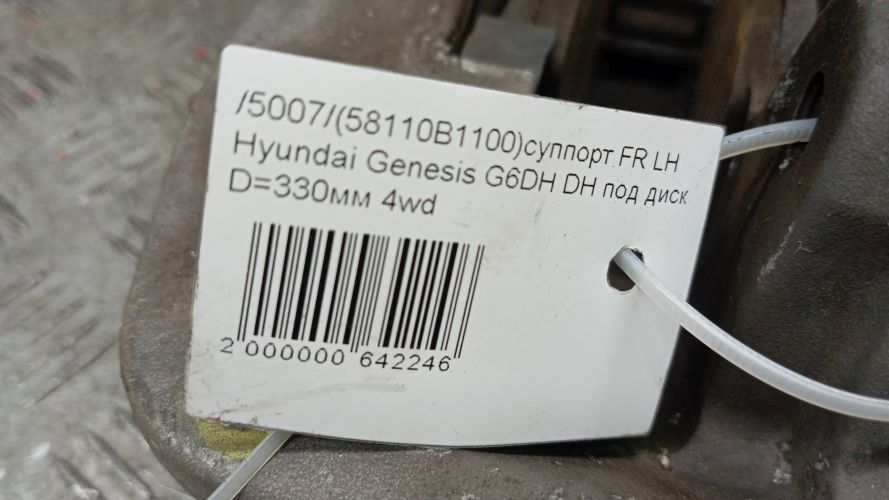 /5007/(58110B1100)суппорт FR LH
Hyundai Genesis G6DH DH под диск
D=330мм 4wd
2 000000 642246